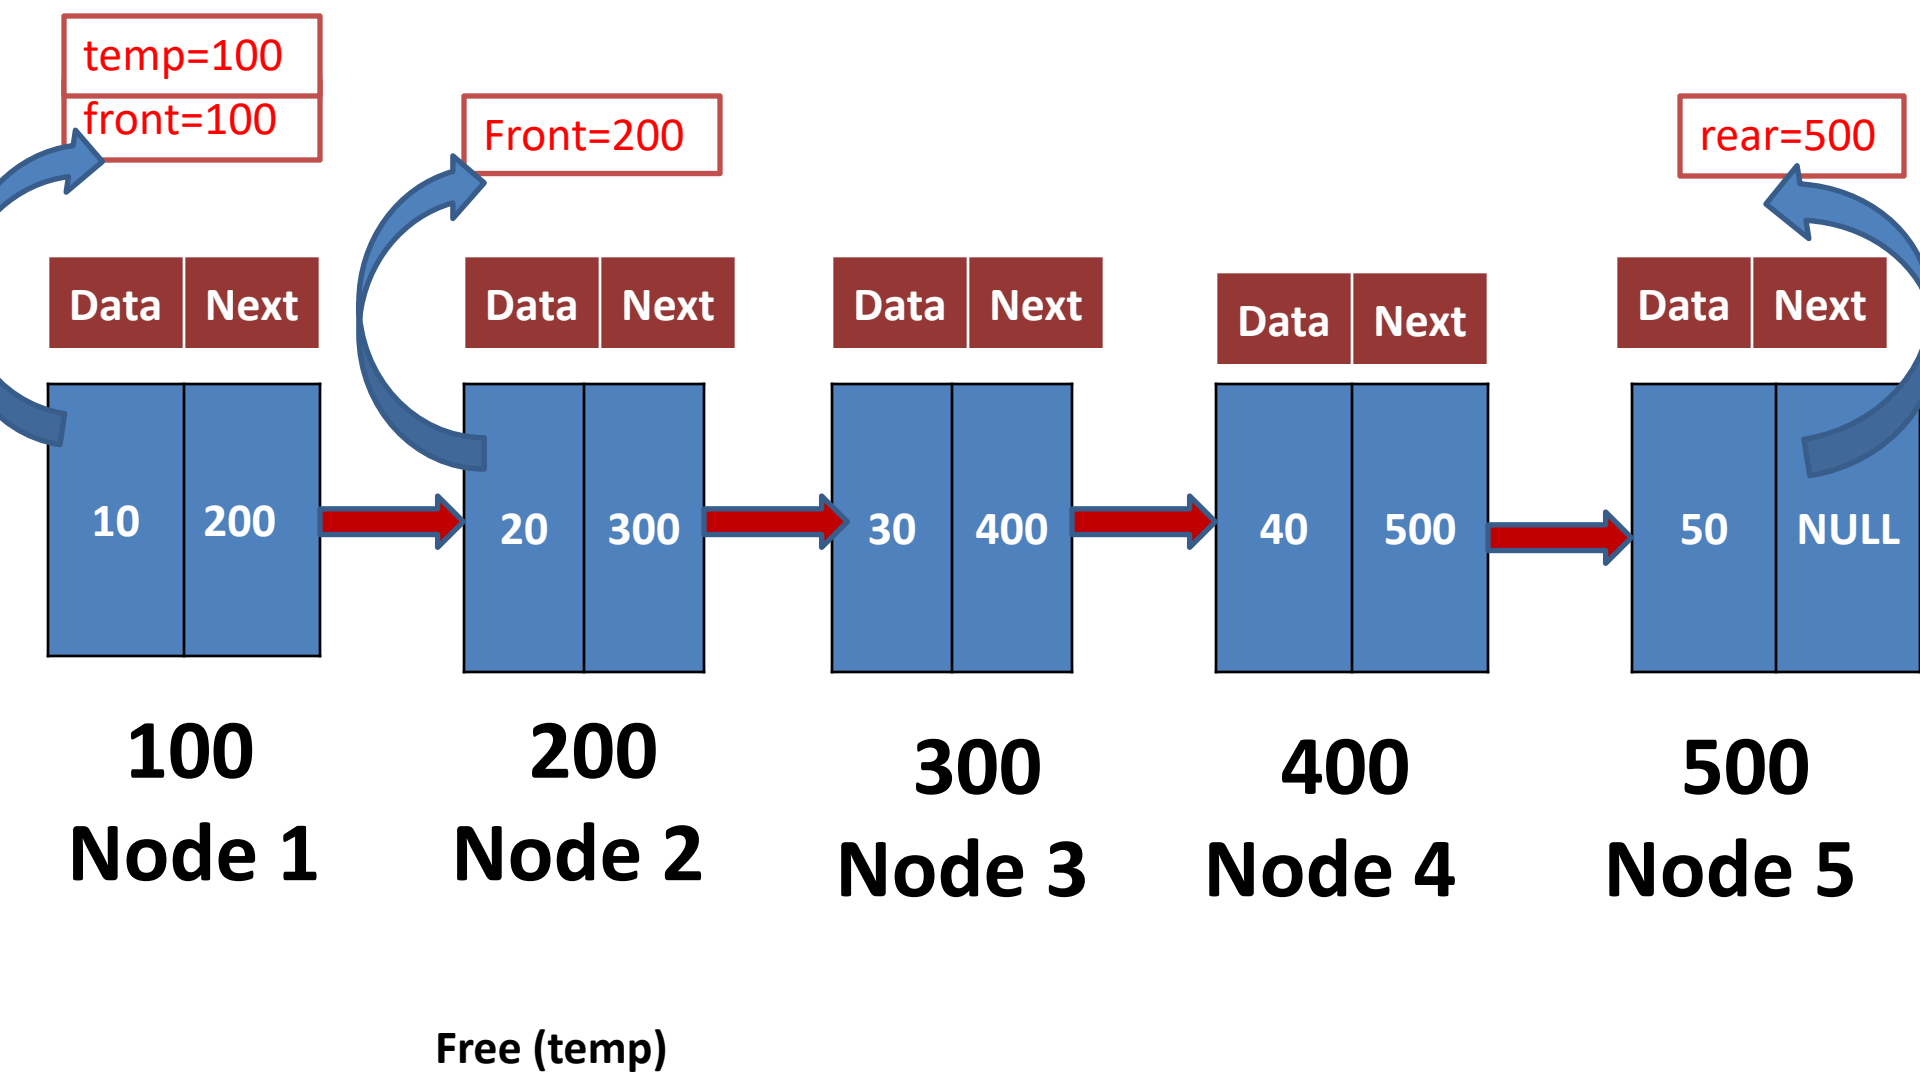 temp=100
front=100
Front=200
rear=500
Data Next
Data Next
Data Next
Data Next
Data Next
10 200
20 300
30 400
40 500
50 NULL
100
Node 1
200
Node 2
300
Node 3
400
Node 4
500
Node 5
Free (temp)